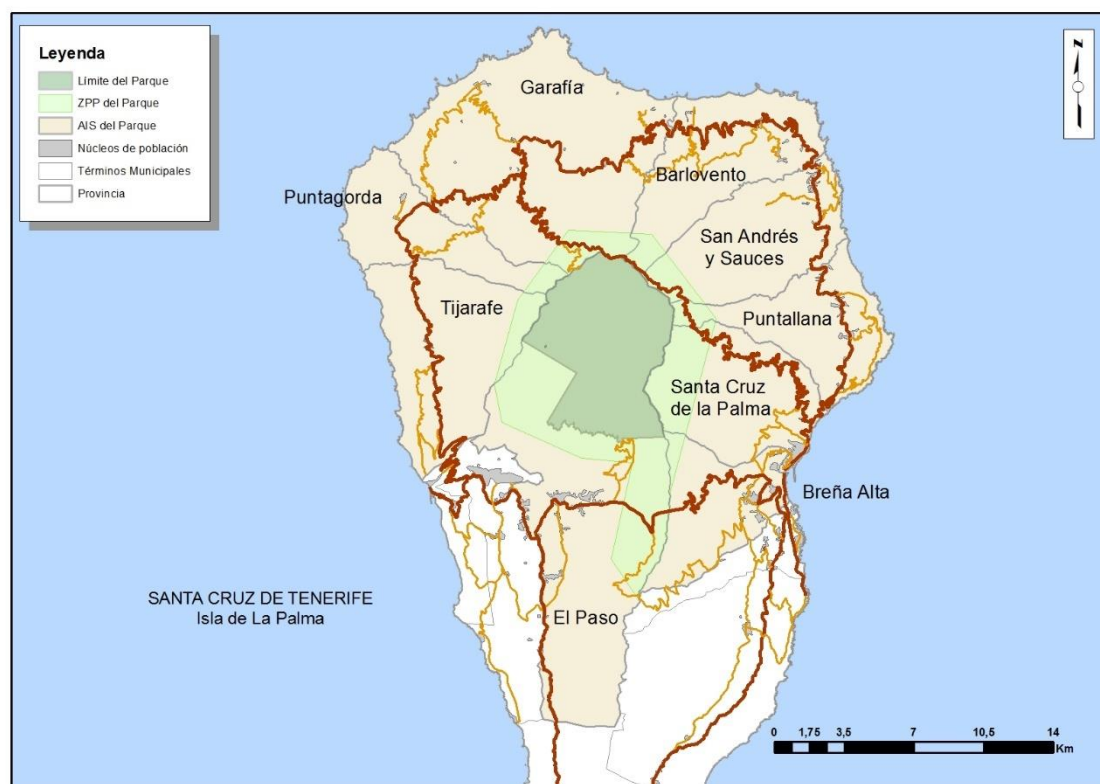 Leyenda
Límite del Parque
ZPP del Parque
AIS del Parque
Núcleos de población
Términos Municipales
Provincia
N
Garafía
Barlovento
Puntagorda
San Andrés
y Sauces
Tijarafe
Puntallana
Santa Cruz
de la Palma
Breña Alta
SANTA CRUZ DE TENERIFE
Isla de La Palma
El Paso
0 1,75 3,5 7 10,5 14
Km